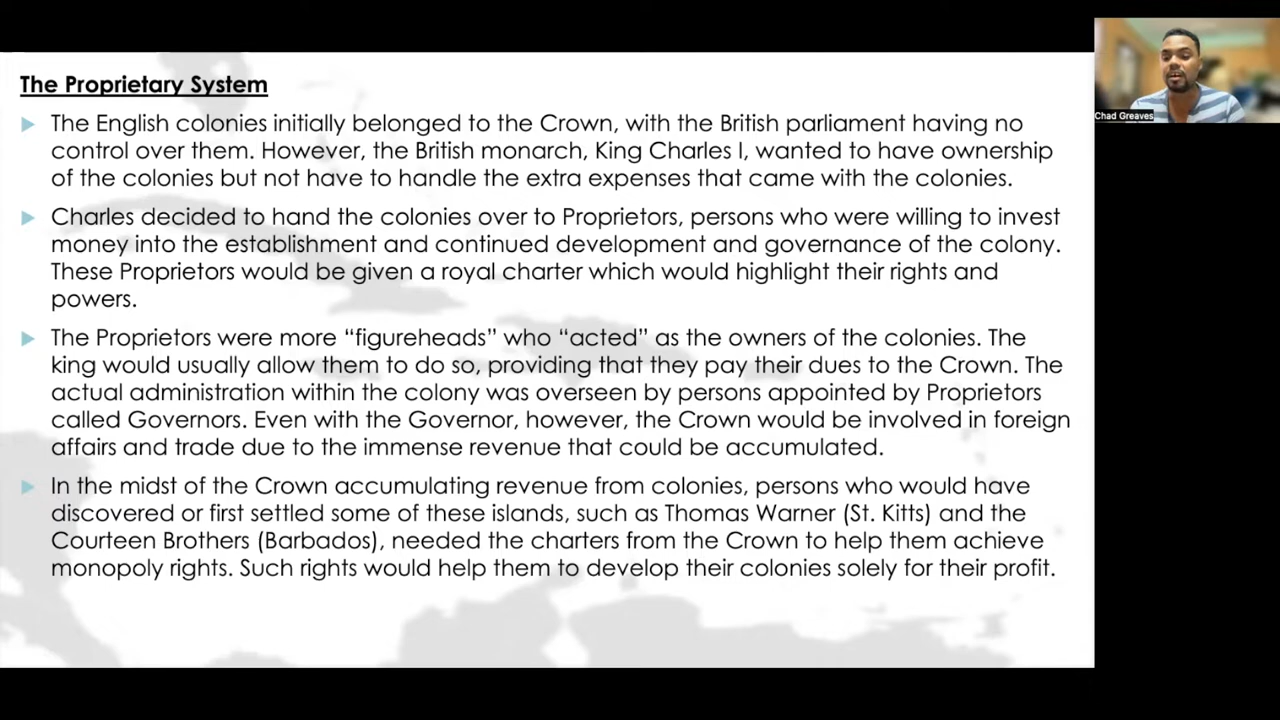 The Proprietary System
The English colonies initially belonged to the Crown, with the British parliament having no
control over them. However, the British monarch, King Charles I, wanted to have ownership
of the colonies but not have to handle the extra expenses that came with the colonies.
Charles decided to hand the colonies over to Proprietors, persons who were willing to invest
money into the establishment and continued development and governance of the colony.
These Proprietors would be given a royal charter which would highlight their rights and
powers.
The Proprietors were more “figureheads” who “acted” as the owners of the colonies. The
king would usually allow them to do so, providing that they pay their dues to the Crown. The
actual administration within the colony was overseen by persons appointed by Proprietors
called Governors. Even with the Governor, however, the Crown would be involved in foreign
affairs and trade due to the immense revenue that could be accumulated.
In the midst of the Crown accumulating revenue from colonies, persons who would have
discovered or first settled some of these islands, such as Thomas Warner (St. Kitts) and the
Courteen Brothers (Barbados), needed the charters from the Crown to help them achieve
monopoly rights. Such rights would help them to develop their colonies solely for their profit.
Chad Greaves